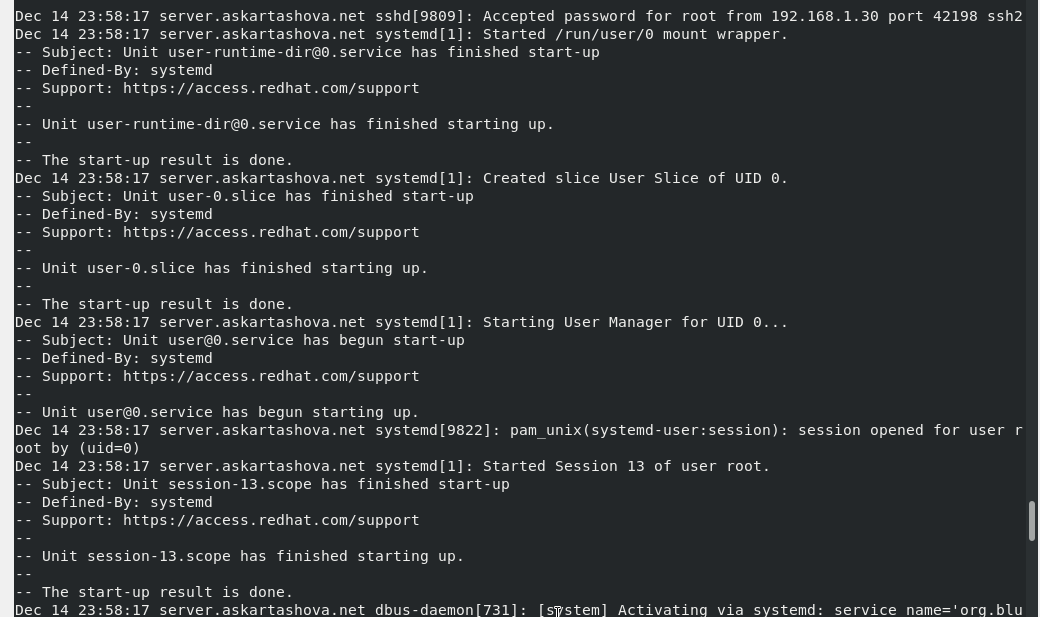 Dec 14 23:58:17 server.askartashova.net sshd[9809]: Accepted password for root from 192.168.1.30 port 42198 ssh2
Dec 14 23:58:17 server.askartashova.net systemd[1]: Started /run/user/0 mount wrapper.
-- Subject: Unit user-runtime-dir@0.service has finished start-up
-- Defined-By: systemd
-- Support: https://access.redhat.com/support
--
-- Unit user-runtime-dir@0.service has finished starting up.
--
-- The start-up result is done.
Dec 14 23:58:17 server.askartashova.net systemd[1]: Created slice User Slice of UID 0.
-- Subject: Unit user-0.slice has finished start-up
-- Defined-By: systemd
-- Support: https://access.redhat.com/support
--
-- Unit user-0.slice has finished starting up.
--
-- The start-up result is done.
Dec 14 23:58:17 server.askartashova.net systemd[1]: Starting User Manager for UID 0...
-- Subject: Unit user@0.service has begun start-up
-- Defined-By: systemd
-- Support: https://access.redhat.com/support
--
-- Unit user@0.service has begun starting up.
Dec 14 23:58:17 server.askartashova.net systemd[9822]: pam_unix(systemd-user:session): session opened for user r
oot by (uid=0)
Dec 14 23:58:17 server.askartashova.net systemd[1]: Started Session 13 of user root.
-- Subject: Unit session-13.scope has finished start-up
-- Defined-By: systemd
-- Support: https://access.redhat.com/support
--
-- Unit session-13.scope has finished starting up.
--
-- The start-up result is done.
Dec 14 23:58:17 server.askartashova.net dbus-daemon[731]: [system] Activating via systemd: service name='org.blu